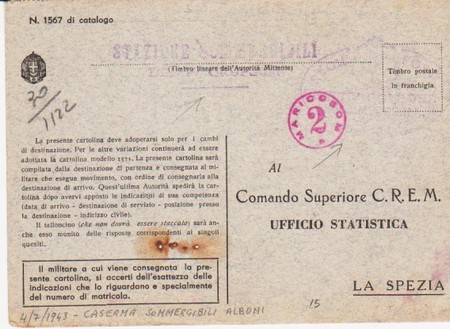 N. 1567 di catalogo
STAZIONE SOMMERGIBILI
(Timbro lineare dell'Autorità Mittente)
Timbro postale
in franchigia
20/1122
MARICOSOM
2
La presente cartolina deve adoperarsi solo per i cambi
di destinazione. Per le altre variazioni continuerà ad essere
adottata la cartolina modello 1571. La presente cartolina sarà
compilata dalla destinazione di partenza e consegnata al mi-
litare che esegua movimento, con ordine di consegnarla alla
destinazione di arrivo. Quest'ultima Autorità spedirà la car-
tolina dopo avervi apposto le indicazioni di sua competenza
(data di arrivo - destinazione di servizio - posizione presso
la destinazione - indirizzo civile).
Il talloncino (che non dovrà essere staccato) sarà an-
che esso munito delle risposte corrispondenti ai singoli
quesiti.
Il militare a cui viene consegnata la pre-
sente cartolina, si accerti dell'esattezza delle
indicazioni che lo riguardano e specialmente
del numero di matricola.
Al
Comando Superiore C.R.E.M.
UFFICIO STATISTICA
LA SPEZIA
15
4/7/1943 - CASERMA SOMMERGIBILI ALBONI